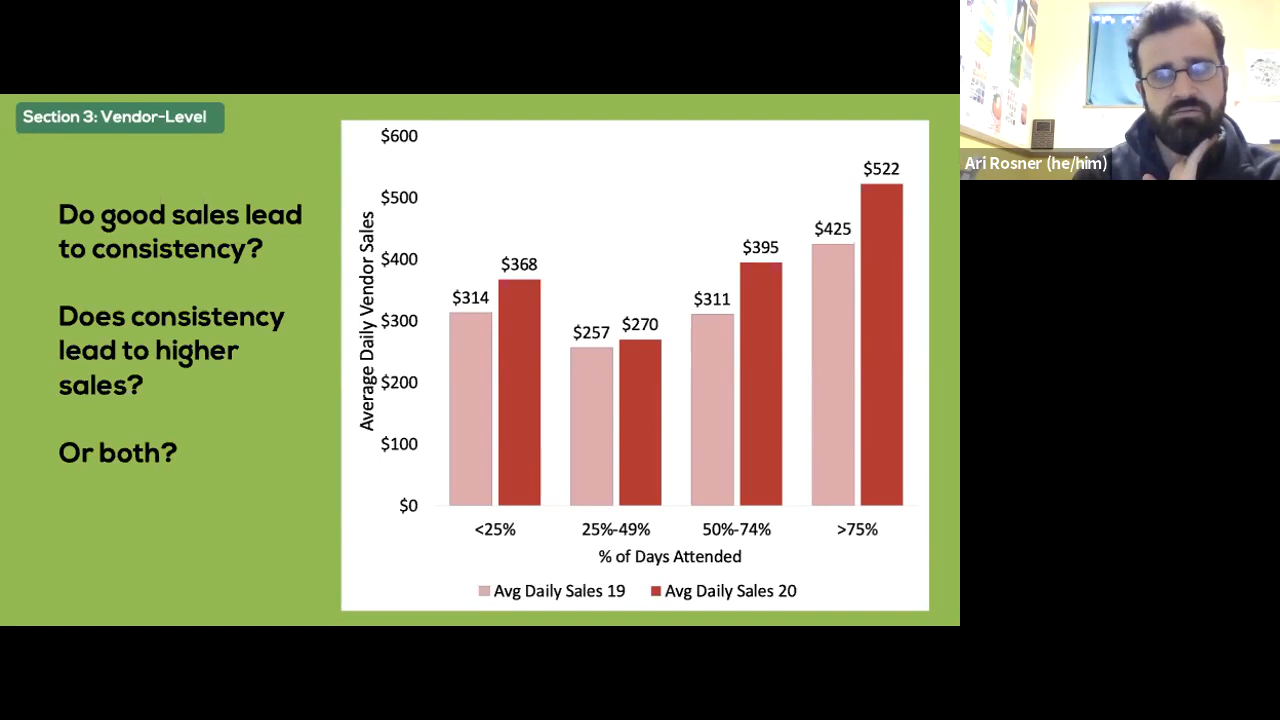 Section 3: Vendor-Level
Do good sales lead
to consistency?
Does consistency
lead to higher
sales?
Or both?
Average Daily Vendor Sales
$600
$500
$400
$300
$200
$100
$0
$314
$368
$257
$270
$311
$395
$425
$522
<25%
25%-49%
50%-74%
>75%
% of Days Attended
Avg Daily Sales 19
Avg Daily Sales 20
Ari Rosner (he/him)